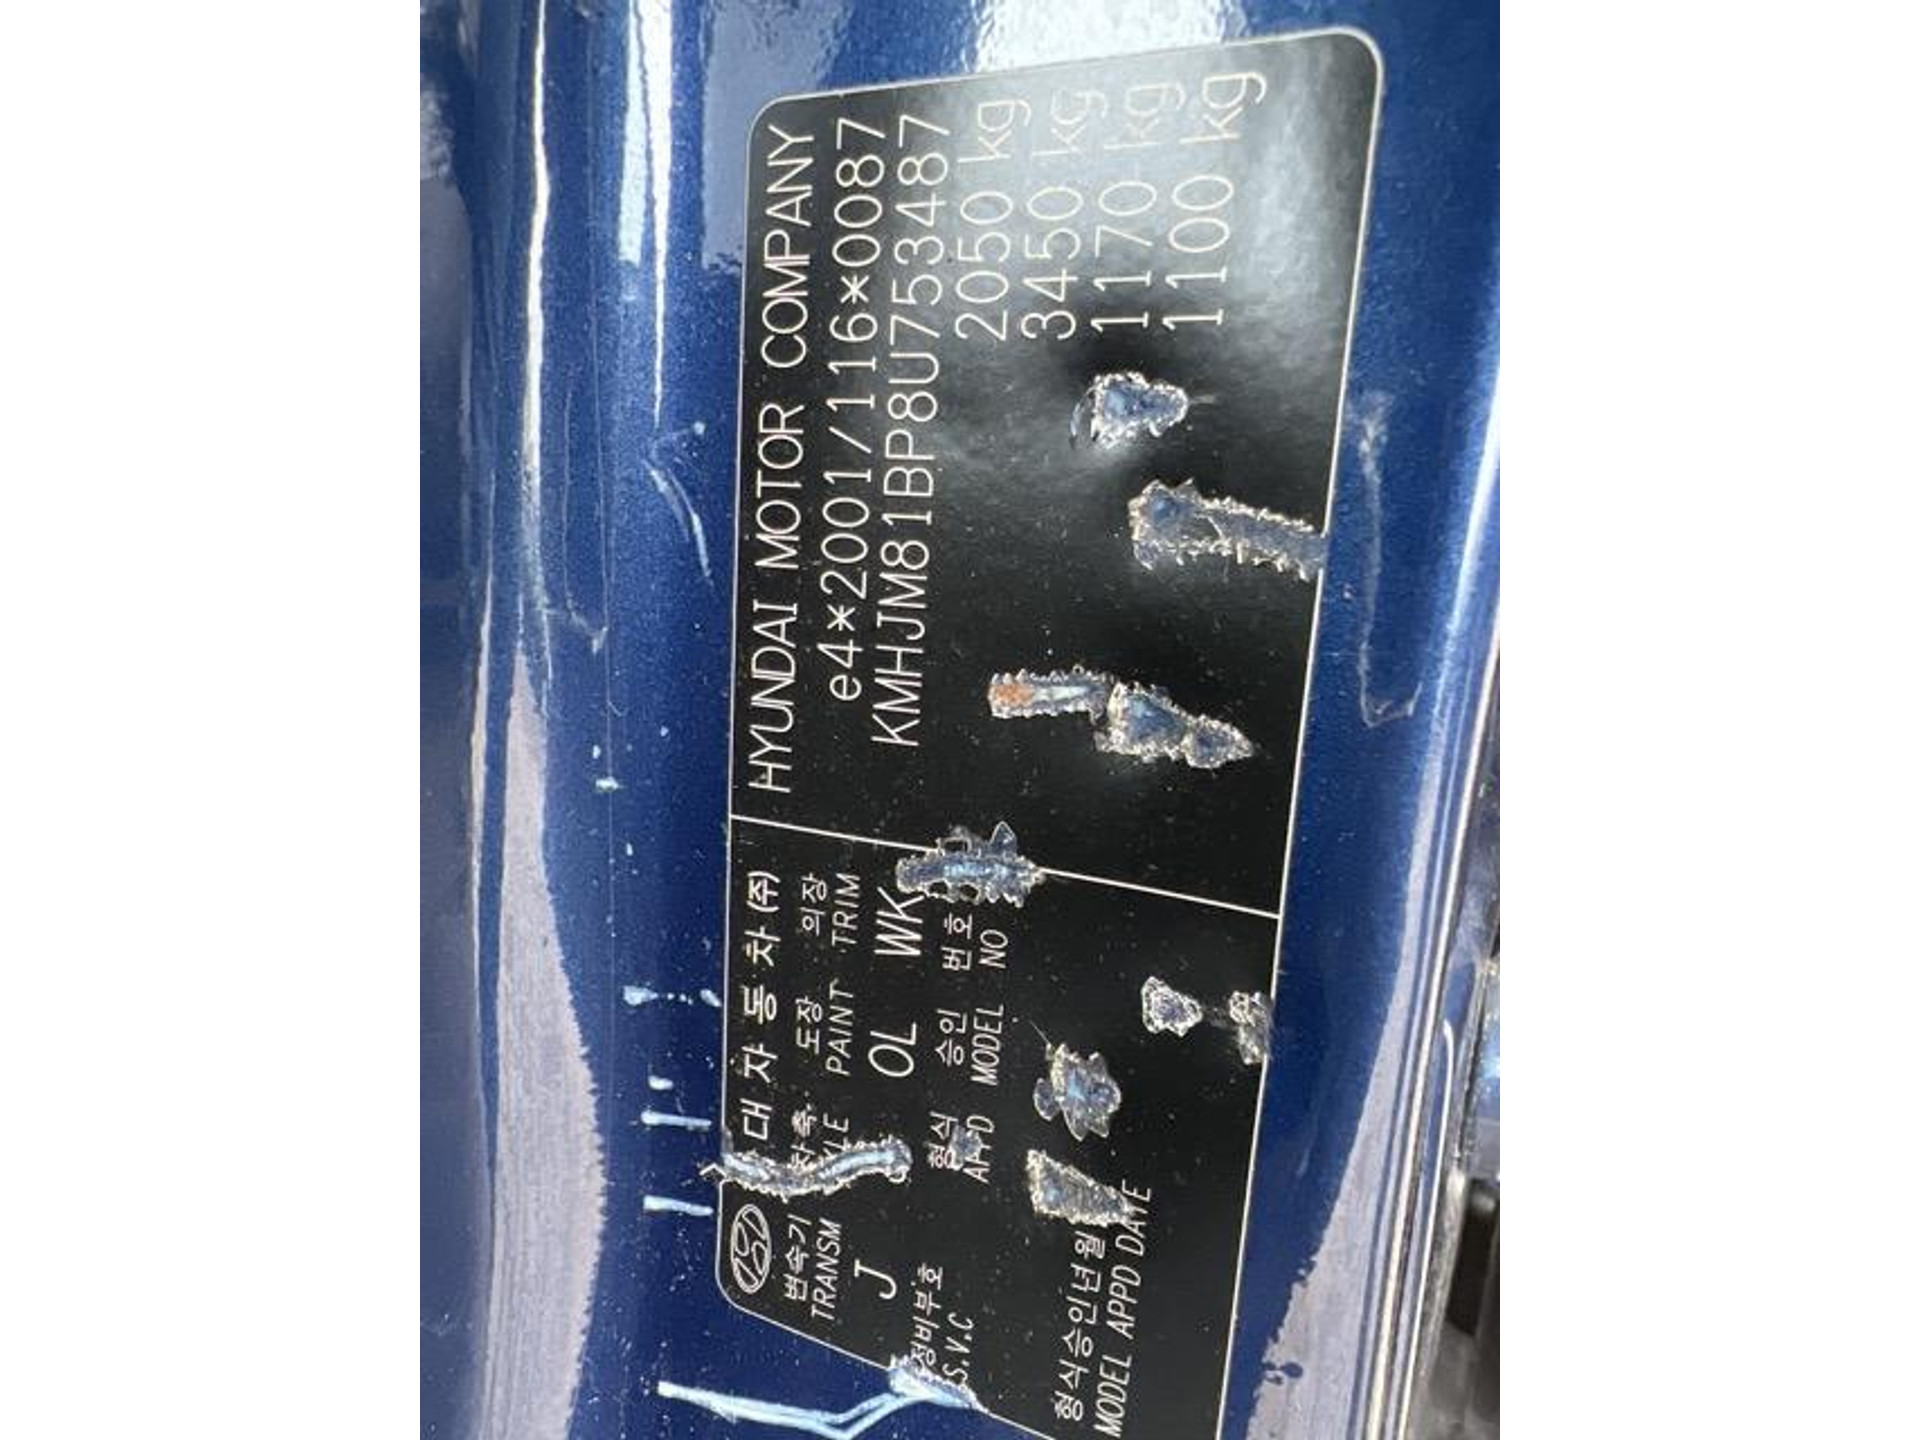 HYUNDAI MOTOR COMPANY
e4*2001/116*0087
KMHJM81BP8U753487
2050 kg
3450 kg
1170 kg
1100 kg
대 자 동 차 (주)
변속기 차축 도장 의장
TRANSM PAINT TRIM
J OL WK
정비부호 형식 승인 번호
S.V.C APPD MODEL NO
형식승인년월
MODEL APPD DATE